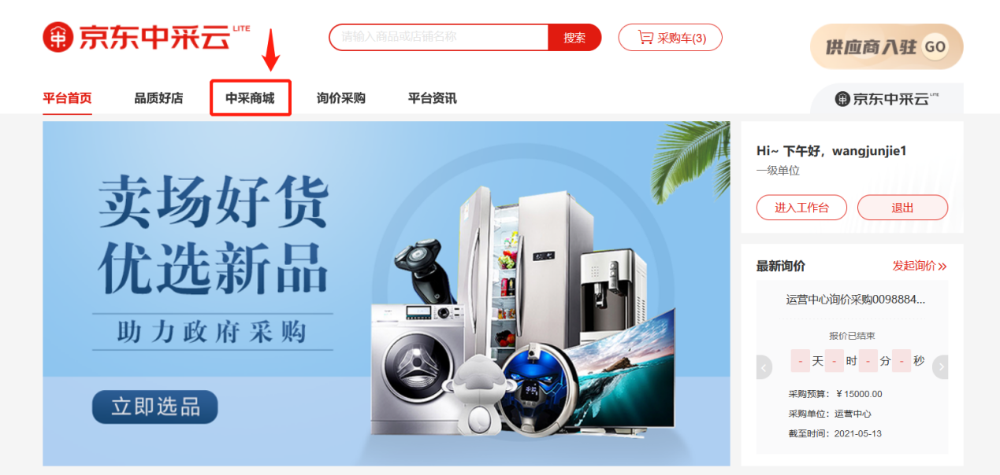 京东中采云 LITE
请输入商品或店铺名称
搜索
采购车(3)
供应商入驻 GO
平台首页
品质好店
中采商城
询价采购
平台资讯
京东中采云 LITE
卖场好货
优选新品
助力政府采购
立即选品
Hi~ 下午好，wangjunjie1
一级单位
进入工作台
退出
最新询价
发起询价»
运营中心询价采购0098884...
报价已结束
- 天 - 时 - 分 - 秒
采购预算：￥15000.00
采购单位：运营中心
截至时间：2021-05-13